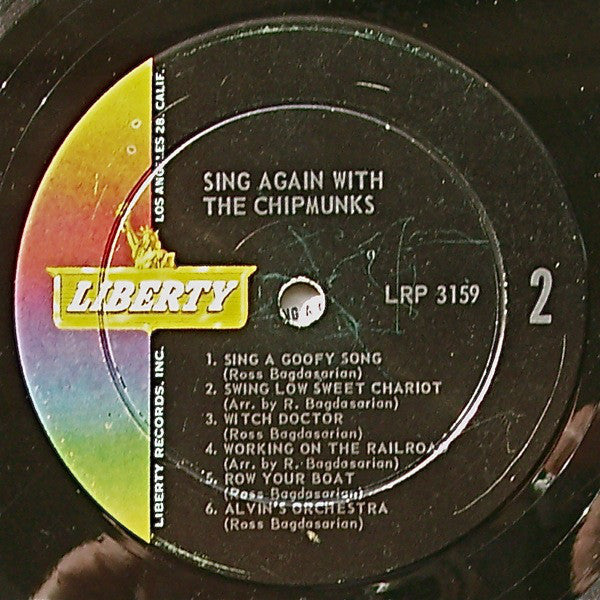 SING AGAIN WITH
THE CHIPMUNKS
LOS ANGELES 28, CALIF.
LIBERTY
LIBERTY RECORDS, INC.
LRP 3159
2
1. SING A GOOFY SONG
(Ross Bagdasarian)
2. SWING LOW SWEET CHARIOT
(Arr. by R. Bagdasarian)
3. WITCH DOCTOR
(Ross Bagdasarian)
4. WORKING ON THE RAILROAD
(Arr. by R. Bagdasarian)
5. ROW YOUR BOAT
(Ross Bagdasarian)
6. ALVIN'S ORCHESTRA
(Ross Bagdasarian)